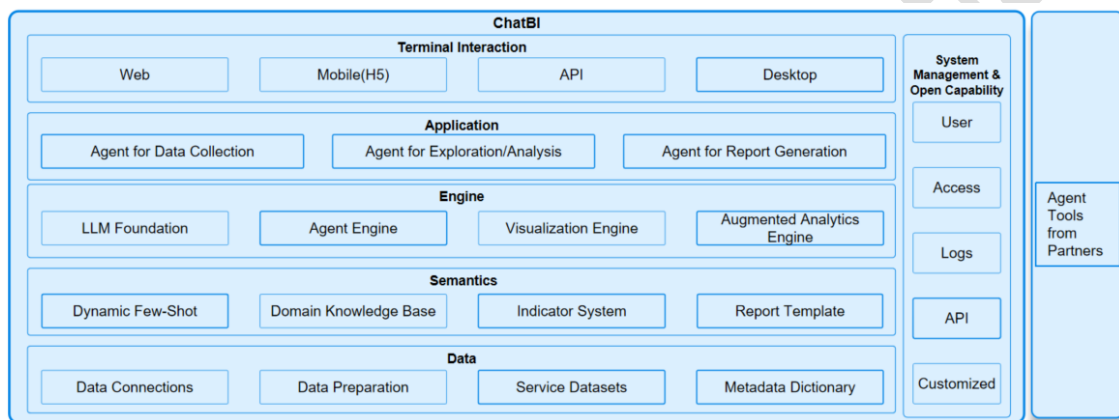 ChatBI
Terminal Interaction
Web
Mobile(H5)
API
Desktop
Application
Agent for Data Collection
Agent for Exploration/Analysis
Agent for Report Generation
Engine
LLM Foundation
Agent Engine
Visualization Engine
Augmented Analytics
Engine
Semantics
Dynamic Few-Shot
Domain Knowledge Base
Indicator System
Report Template
Data
Data Connections
Data Preparation
Service Datasets
Metadata Dictionary
System
Management &
Open Capability
User
Access
Logs
API
Customized
Agent
Tools
from
Partners